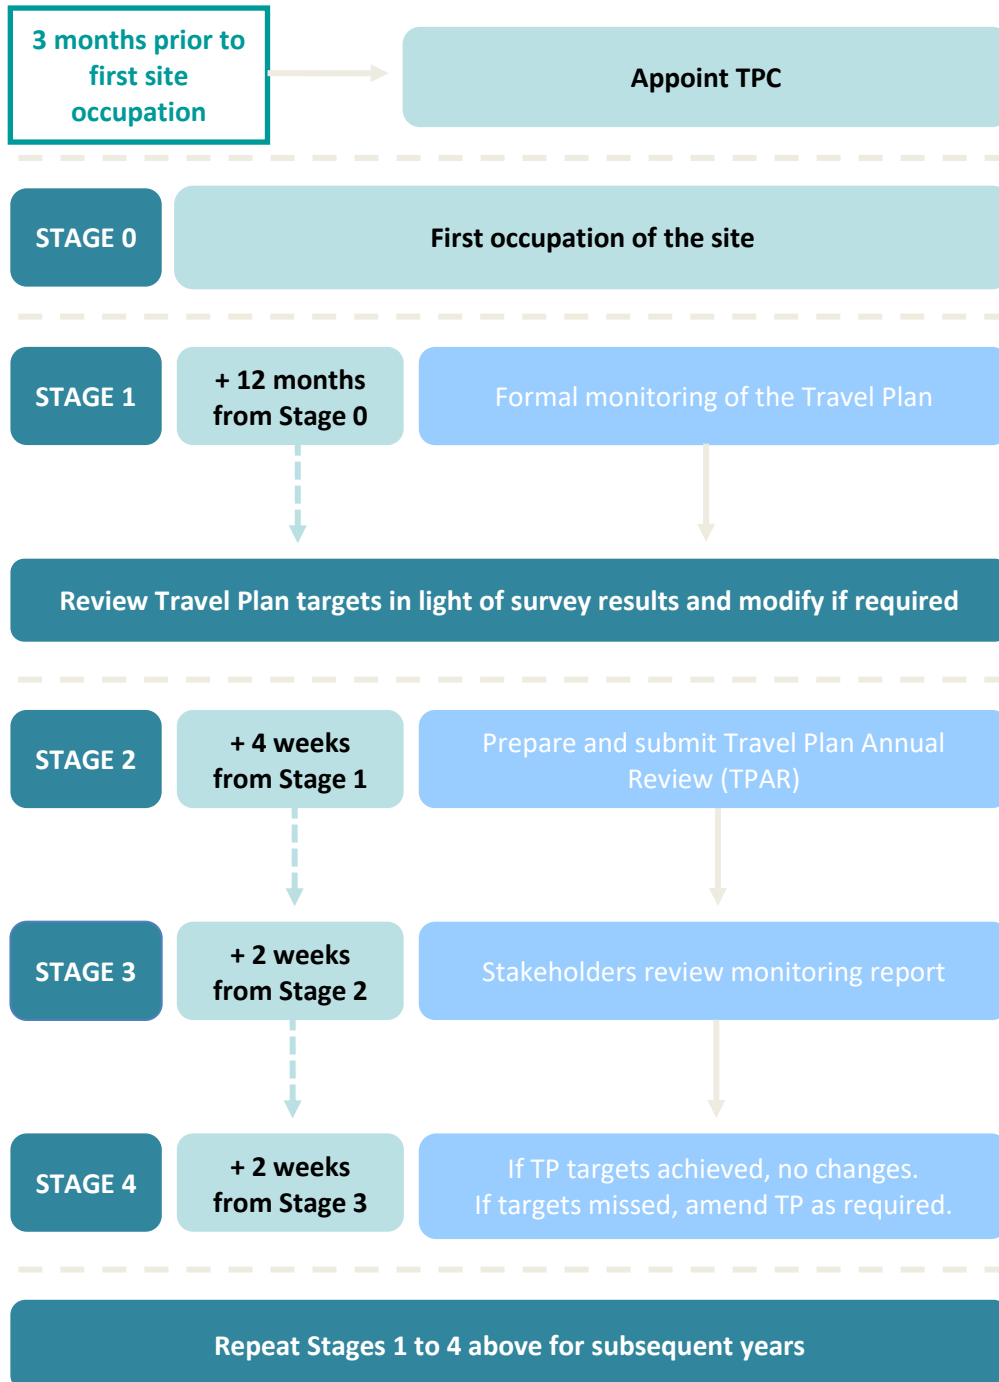 3 months prior to
first site
occupation
Appoint TPC
STAGE 0
First occupation of the site
STAGE 1
+ 12 months
from Stage 0
Formal monitoring of the Travel Plan
Review Travel Plan targets in light of survey results and modify if required
STAGE 2
+ 4 weeks
from Stage 1
Prepare and submit Travel Plan Annual
Review (TPAR)
STAGE 3
+ 2 weeks
from Stage 2
Stakeholders review monitoring report
STAGE 4
+ 2 weeks
from Stage 3
If TP targets achieved, no changes.
If targets missed, amend TP as required.
Repeat Stages 1 to 4 above for subsequent years